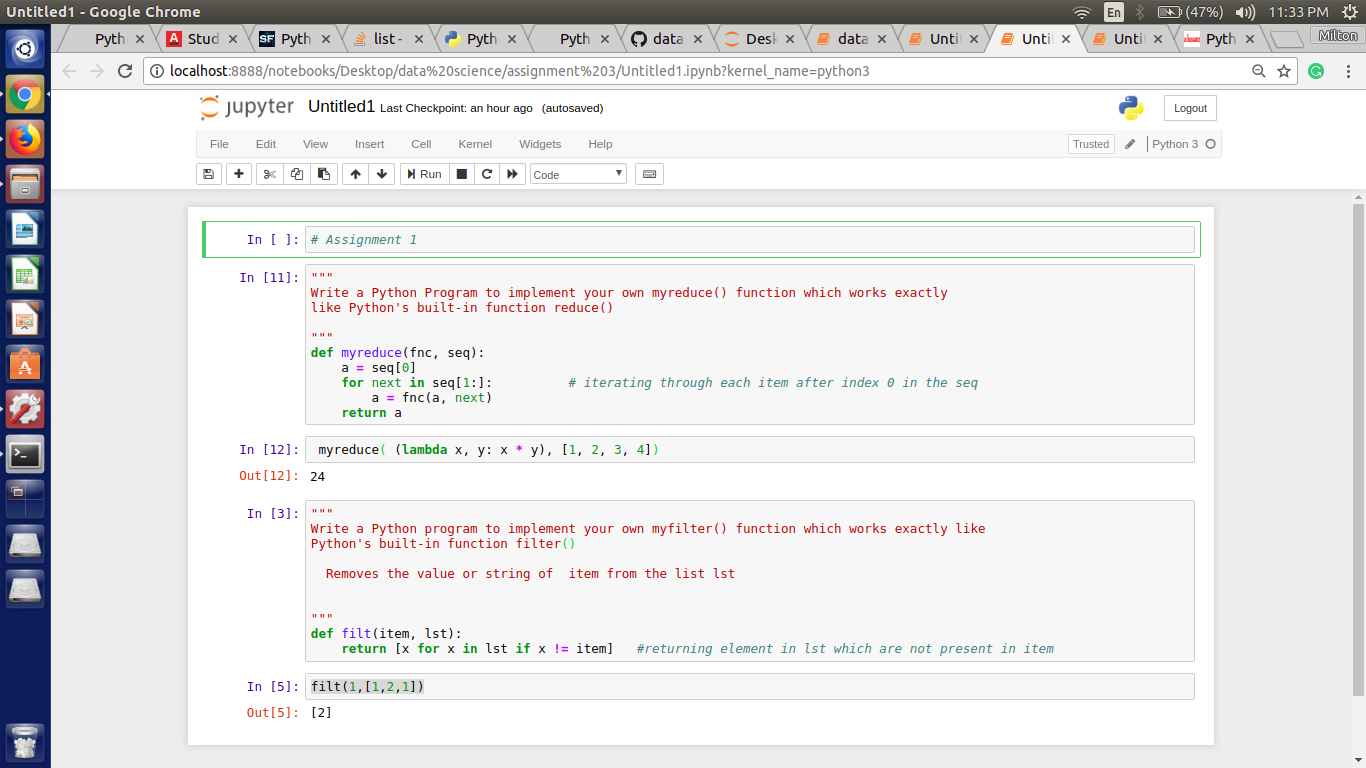 Untitled1 - Google Chrome
En
(47%)
11:33 PM
Pyth
Stud
Pyth
list -
Pyth
Pyth
data
Desk
data
Unti
Unti
Unti
Pyth
Milton
localhost:8888/notebooks/Desktop/data%20science/assignment%203/Untitled1.ipynb?kernel_name=python3
jupyter Untitled1 Last Checkpoint: an hour ago (autosaved)
Logout
File Edit View Insert Cell Kernel Widgets Help
Trusted
Python 3
Run
Code
In [ ]: # Assignment 1
In [11]: """
Write a Python Program to implement your own myreduce() function which works exactly
like Python's built-in function reduce()
"""
def myreduce(fnc, seq):
    a = seq[0]
    for next in seq[1:]:          # iterating through each item after index 0 in the seq
        a = fnc(a, next)
    return a
In [12]: myreduce( (lambda x, y: x * y), [1, 2, 3, 4])
Out[12]: 24
In [3]: """
Write a Python program to implement your own myfilter() function which works exactly like
Python's built-in function filter()
  Removes the value or string of  item from the list lst
"""
def filt(item, lst):
    return [x for x in lst if x != item]   #returning element in lst which are not present in item
In [5]: filt(1,[1,2,1])
Out[5]: [2]